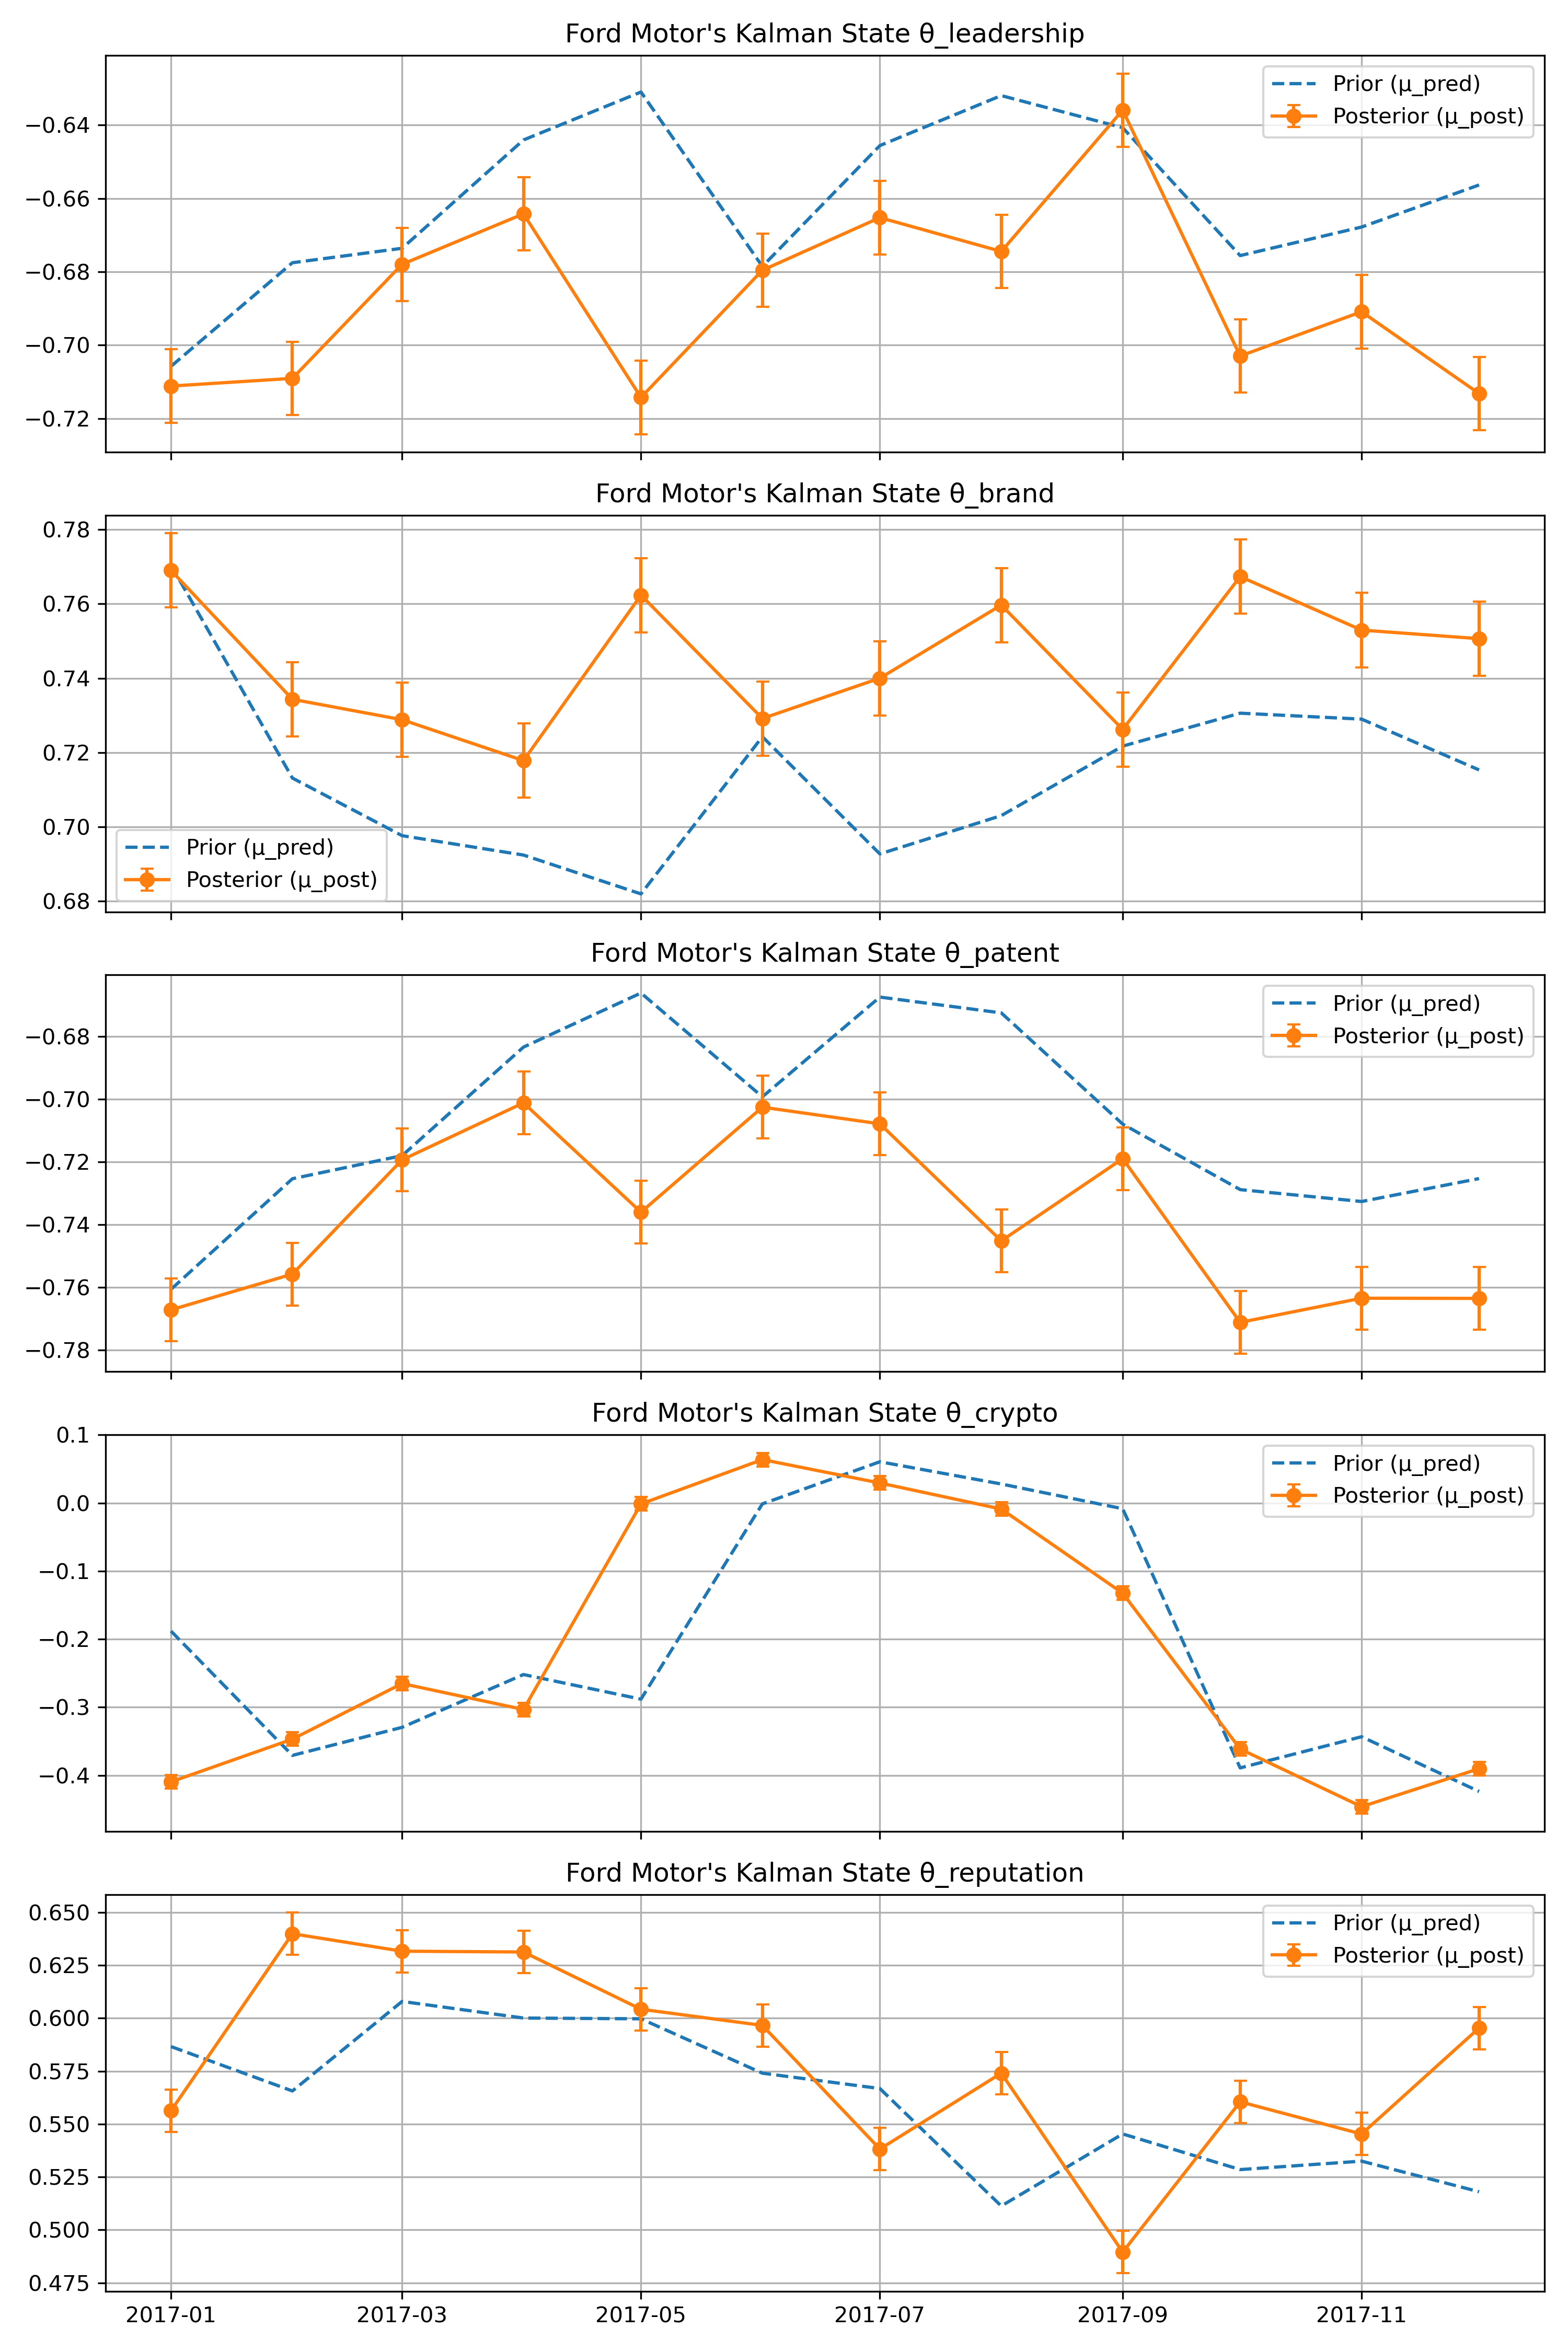 Ford Motor's Kalman State θ_leadership
Prior (μ_pred)
Posterior (μ_post)
−0.64
−0.66
−0.68
−0.70
−0.72
Ford Motor's Kalman State θ_brand
0.78
0.76
0.74
0.72
0.70
0.68
Prior (μ_pred)
Posterior (μ_post)
Ford Motor's Kalman State θ_patent
Prior (μ_pred)
Posterior (μ_post)
−0.68
−0.70
−0.72
−0.74
−0.76
−0.78
Ford Motor's Kalman State θ_crypto
Prior (μ_pred)
Posterior (μ_post)
0.1
0.0
−0.1
−0.2
−0.3
−0.4
Ford Motor's Kalman State θ_reputation
Prior (μ_pred)
Posterior (μ_post)
0.650
0.625
0.600
0.575
0.550
0.525
0.500
0.475
2017-01 2017-03 2017-05 2017-07 2017-09 2017-11